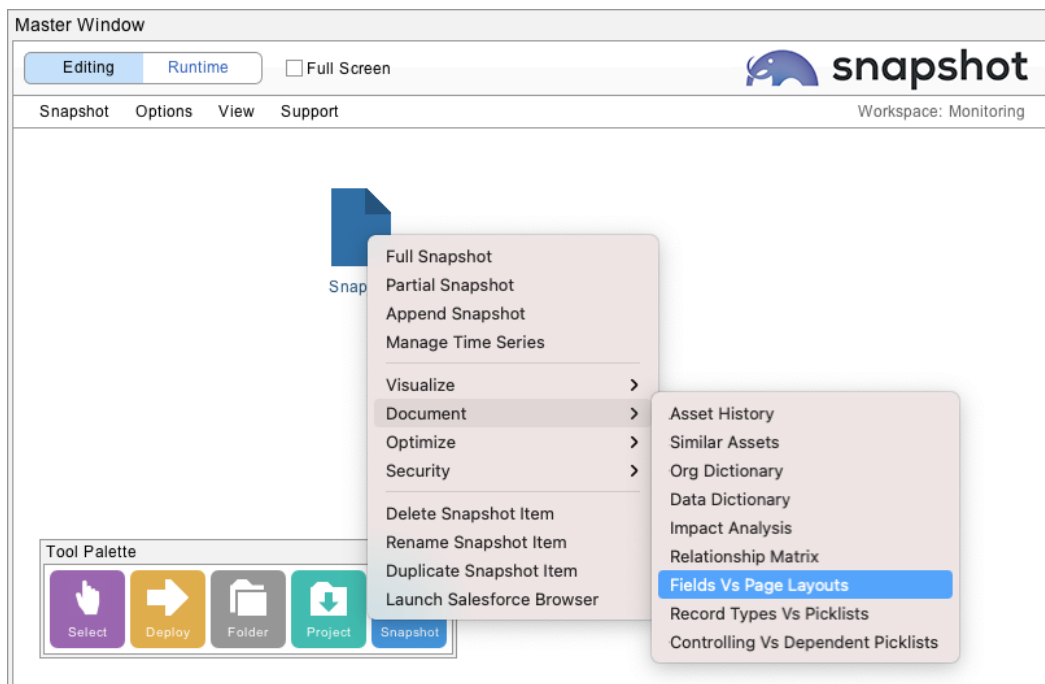 Master Window
Editing
Runtime
Full Screen
snapshot
Snapshot
Options
View
Support
Workspace: Monitoring
Snap
Full Snapshot
Partial Snapshot
Append Snapshot
Manage Time Series
Visualize
Document
Optimize
Security
Delete Snapshot Item
Rename Snapshot Item
Duplicate Snapshot Item
Launch Salesforce Browser
Asset History
Similar Assets
Org Dictionary
Data Dictionary
Impact Analysis
Relationship Matrix
Fields Vs Page Layouts
Record Types Vs Picklists
Controlling Vs Dependent Picklists
Tool Palette
Select
Deploy
Folder
Project
Snapshot